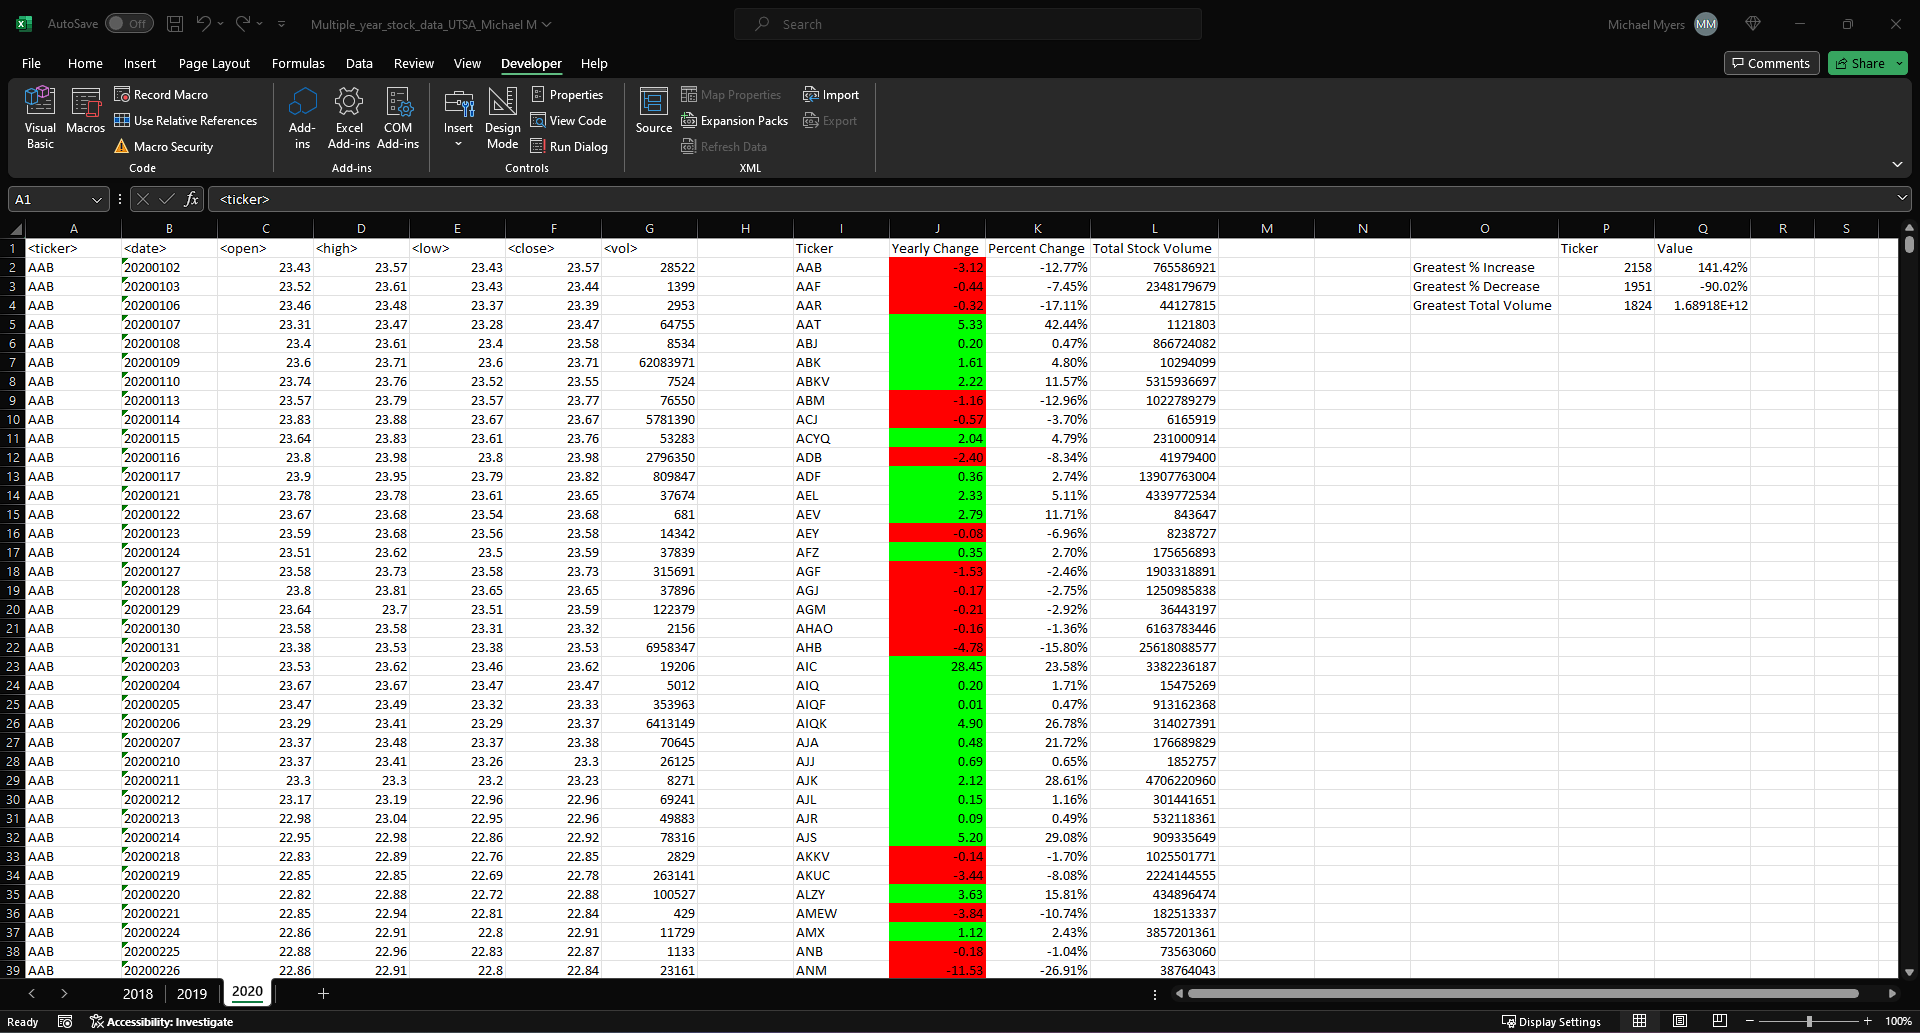 AutoSave Off Multiple_year_stock_data_UTSA_Michael M Search Michael Myers MM
File Home Insert Page Layout Formulas Data Review View Developer Help Comments Share
Visual Basic Macros Record Macro Use Relative References Macro Security
Add-ins Excel Add-ins COM Add-ins
Insert Design Mode Properties View Code Run Dialog
Source Map Properties Expansion Packs Refresh Data Import Export
Code Add-ins Controls XML
A1 fx <ticker>
A B C D E F G H I J K L M N O P Q R S
1 <ticker> <date> <open> <high> <low> <close> <vol> Ticker Yearly Change Percent Change Total Stock Volume Ticker Value
2 AAB 20200102 23.43 23.57 23.43 23.57 28522 AAB -3.12 -12.77% 765586921 Greatest % Increase 2158 141.42%
3 AAB 20200103 23.52 23.61 23.43 23.44 1399 AAF -0.44 -7.45% 2348179679 Greatest % Decrease 1951 -90.02%
4 AAB 20200106 23.46 23.48 23.37 23.39 2953 AAR -0.32 -17.11% 44127815 Greatest Total Volume 1824 1.68918E+12
5 AAB 20200107 23.31 23.47 23.28 23.47 64755 AAT 5.33 42.44% 1121803
6 AAB 20200108 23.4 23.61 23.4 23.58 8534 ABJ 0.20 0.47% 866724082
7 AAB 20200109 23.6 23.71 23.6 23.71 62083971 ABK 1.61 4.80% 10294099
8 AAB 20200110 23.74 23.76 23.52 23.55 7524 ABKV 2.22 11.57% 5315936697
9 AAB 20200113 23.57 23.79 23.57 23.77 76550 ABM -1.16 -12.96% 1022789279
10 AAB 20200114 23.83 23.88 23.67 23.67 5781390 ACJ -0.57 -3.70% 6165919
11 AAB 20200115 23.64 23.83 23.61 23.76 53283 ACYQ 2.04 4.79% 231000914
12 AAB 20200116 23.8 23.98 23.8 23.98 2796350 ADB -2.40 -8.34% 41979400
13 AAB 20200117 23.9 23.95 23.79 23.82 809847 ADF 0.36 2.74% 13907763004
14 AAB 20200121 23.78 23.78 23.61 23.65 37674 AEL 2.33 5.11% 4339772534
15 AAB 20200122 23.67 23.68 23.54 23.68 681 AEV 2.79 11.71% 843647
16 AAB 20200123 23.59 23.68 23.56 23.58 14342 AEY -0.08 -6.96% 8238727
17 AAB 20200124 23.51 23.62 23.5 23.59 37839 AFZ 0.35 2.70% 175656893
18 AAB 20200127 23.58 23.73 23.58 23.73 315691 AGF -1.53 -2.46% 1903318891
19 AAB 20200128 23.8 23.81 23.65 23.65 37896 AGJ -0.17 -2.75% 1250985838
20 AAB 20200129 23.64 23.7 23.51 23.59 122379 AGM -0.21 -2.92% 36443197
21 AAB 20200130 23.58 23.58 23.31 23.32 2156 AHAO -0.16 -1.36% 6163783446
22 AAB 20200131 23.38 23.53 23.38 23.53 6958347 AHB -4.78 -15.80% 25618088577
23 AAB 20200203 23.53 23.62 23.46 23.62 19206 AIC 28.45 23.58% 3382236187
24 AAB 20200204 23.67 23.67 23.47 23.47 5012 AIQ 0.20 1.71% 15475269
25 AAB 20200205 23.47 23.49 23.32 23.33 353963 AIQF 0.01 0.47% 913162368
26 AAB 20200206 23.29 23.41 23.29 23.37 6413149 AIQK 4.90 26.78% 314027391
27 AAB 20200207 23.37 23.48 23.37 23.38 70645 AJA 0.48 21.72% 176689829
28 AAB 20200210 23.37 23.41 23.26 23.3 26125 AJJ 0.69 0.65% 1852757
29 AAB 20200211 23.3 23.3 23.2 23.23 8271 AJK 2.12 28.61% 4706220960
30 AAB 20200212 23.17 23.19 22.96 22.96 69241 AJL 0.15 1.16% 301441651
31 AAB 20200213 22.98 23.04 22.95 22.96 49883 AJR 0.09 0.49% 532118361
32 AAB 20200214 22.95 22.98 22.86 22.92 78316 AJS 5.20 29.08% 909335649
33 AAB 20200218 22.83 22.89 22.76 22.85 2829 AKKV -0.14 -1.70% 1025501771
34 AAB 20200219 22.85 22.85 22.69 22.78 263141 AKUC -3.44 -8.08% 2224144555
35 AAB 20200220 22.82 22.88 22.72 22.88 100527 ALZY 3.63 15.81% 434896474
36 AAB 20200221 22.85 22.94 22.81 22.84 429 AMEW -3.84 -10.74% 182513337
37 AAB 20200224 22.86 22.91 22.8 22.91 11729 AMX 1.12 2.43% 3857201361
38 AAB 20200225 22.88 22.96 22.83 22.87 1133 ANB -0.18 -1.04% 73563060
39 AAB 20200226 22.86 22.91 22.8 22.84 23161 ANM -11.53 -26.91% 38764043
2018 2019 2020
Ready Accessibility: Investigate Display Settings 100%